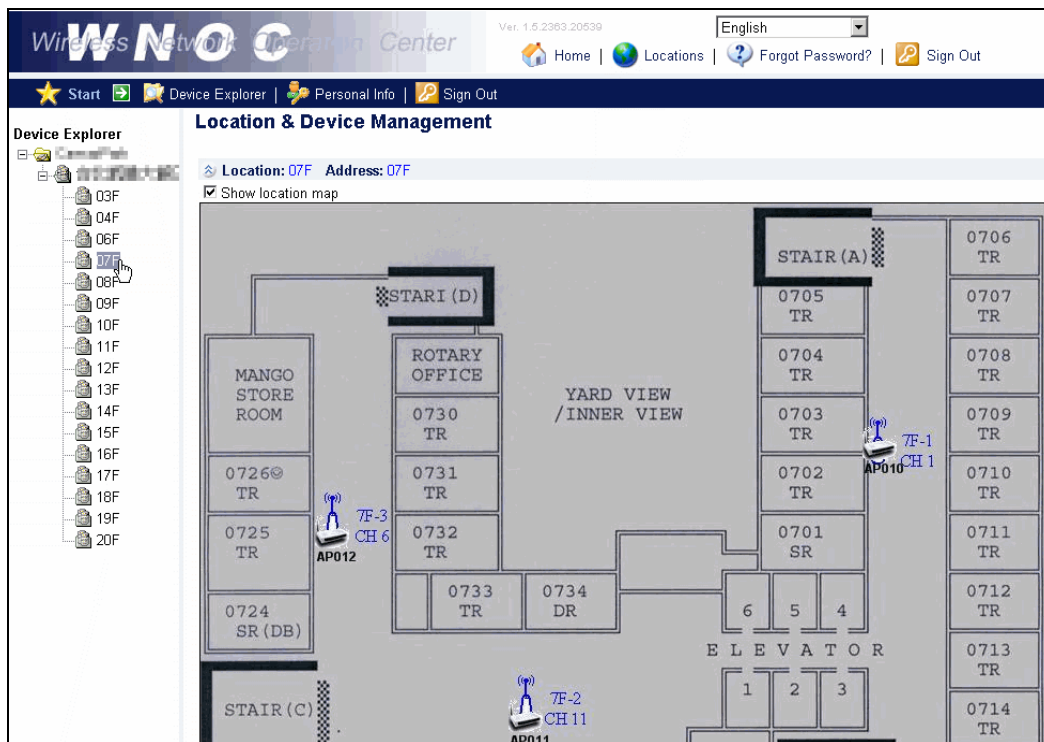 Wireless Network Operation Center
W N O C
Ver. 1.5.2363.20539
English
Home | Locations | Forgot Password? | Sign Out
Start Device Explorer | Personal Info | Sign Out
Device Explorer
03F
04F
06F
07F
08F
09F
10F
11F
12F
13F
14F
15F
16F
17F
18F
19F
20F
Location & Device Management
Location: 07F Address: 07F
Show location map
STAIR(A)
0706
TR
STARI(D)
0705
TR
0707
TR
MANGO
STORE
ROOM
ROTARY
OFFICE
YARD VIEW
/INNER VIEW
0704
TR
0708
TR
0730
TR
0703
TR
7F-1
CH 1
AP010
0709
TR
0726
TR
0731
TR
0702
TR
0710
TR
7F-3
CH 6
AP012
0725
TR
0732
TR
0701
SR
0711
TR
0733
TR
0734
DR
0712
TR
0724
SR(DB)
6 5 4
ELEVATOR
1 2 3
0713
TR
STAIR(C)
7F-2
CH 11
AP011
0714
TR